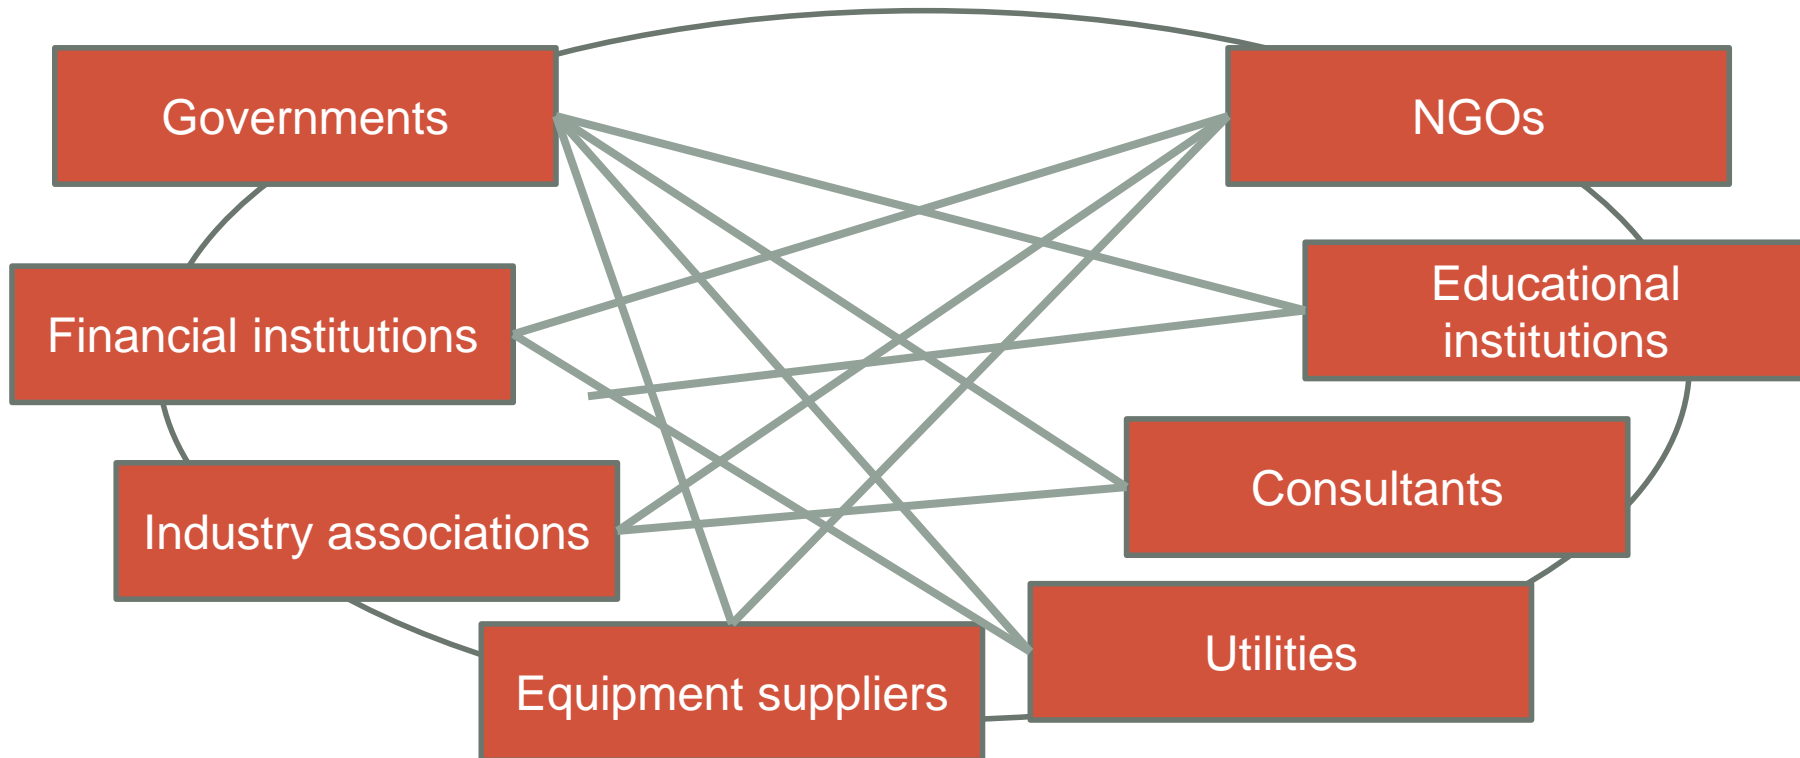 Governments
NGOs
Financial institutions
Educational
institutions
Industry associations
Consultants
Equipment suppliers
Utilities